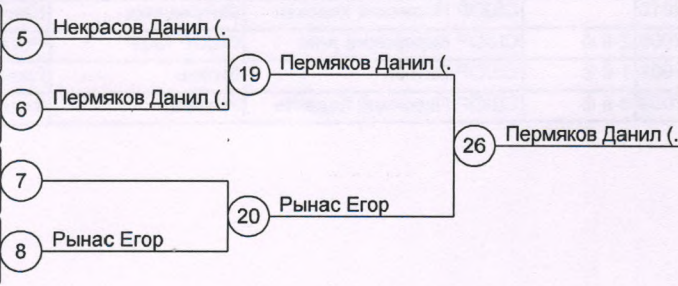 5 Некрасов Данил (.
19 Пермяков Данил (.
6 Пермяков Данил (.
26 Пермяков Данил (.
7
20 Рынас Егор
8 Рынас Егор